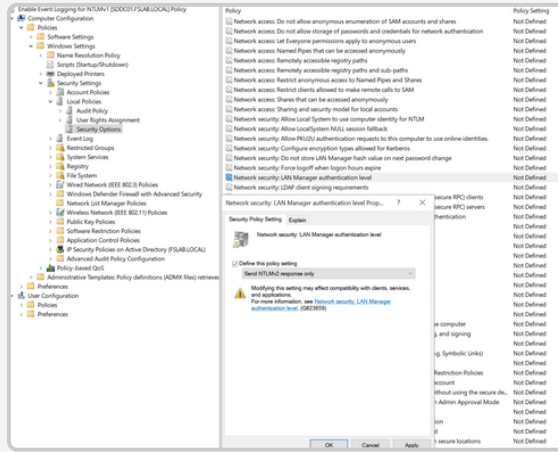 Enable Event Logging for NTLMv1 [SDDC01.FSLAB.LOCAL] Policy
Computer Configuration
Policies
Software Settings
Windows Settings
Name Resolution Policy
Scripts (Startup/Shutdown)
Deployed Printers
Security Settings
Account Policies
Local Policies
Audit Policy
User Rights Assignment
Security Options
Event Log
Restricted Groups
System Services
Registry
File System
Wired Network (IEEE 802.3) Policies
Windows Defender Firewall with Advanced Security
Network List Manager Policies
Wireless Network (IEEE 802.11) Policies
Public Key Policies
Software Restriction Policies
Application Control Policies
IP Security Policies on Active Directory (FSLAB.LOCAL)
Advanced Audit Policy Configuration
Policy-based QoS
Administrative Templates: Policy definitions (ADMX files) retrieved
Preferences
User Configuration
Policies
Preferences
Policy Policy Setting
Network access: Do not allow anonymous enumeration of SAM accounts and shares Not Defined
Network access: Do not allow storage of passwords and credentials for network authentication Not Defined
Network access: Let Everyone permissions apply to anonymous users Not Defined
Network access: Named Pipes that can be accessed anonymously Not Defined
Network access: Remotely accessible registry paths Not Defined
Network access: Remotely accessible registry paths and sub-paths Not Defined
Network access: Restrict anonymous access to Named Pipes and Shares Not Defined
Network access: Restrict clients allowed to make remote calls to SAM Not Defined
Network access: Shares that can be accessed anonymously Not Defined
Network access: Sharing and security model for local accounts Not Defined
Network security: Allow Local System to use computer identity for NTLM Not Defined
Network security: Allow LocalSystem NULL session fallback Not Defined
Network security: Allow PKU2U authentication requests to this computer to use online identities. Not Defined
Network security: Configure encryption types allowed for Kerberos Not Defined
Network security: Do not store LAN Manager hash value on next password change Not Defined
Network security: Force logoff when logon hours expire Not Defined
Network security: LAN Manager authentication level Not Defined
Network security: LDAP client signing requirements Not Defined
secure RPC) clients Not Defined
secure RPC) servers Not Defined
thentication Not Defined
Not Defined
Not Defined
Not Defined
Not Defined
Not Defined
Not Defined
Not Defined
Not Defined
e computer Not Defined
, and signing Not Defined
Not Defined
.g. Symbolic Links) Not Defined
Not Defined
Restriction Policies Not Defined
account Not Defined
ithout using the secure de.. Not Defined
n Admin Approval Mode Not Defined
Not Defined
ion Not Defined
d Not Defined
n secure locations Not Defined
Network security: LAN Manager authentication level Prop... ? ×
Security Policy Setting Explain
Network security: LAN Manager authentication level
Define this policy setting
Send NTLMv2 response only
Modifying this setting may affect compatibility with clients, services,
and applications.
For more information, see Network security: LAN Manager
authentication level. (Q823659)
OK Cancel Apply